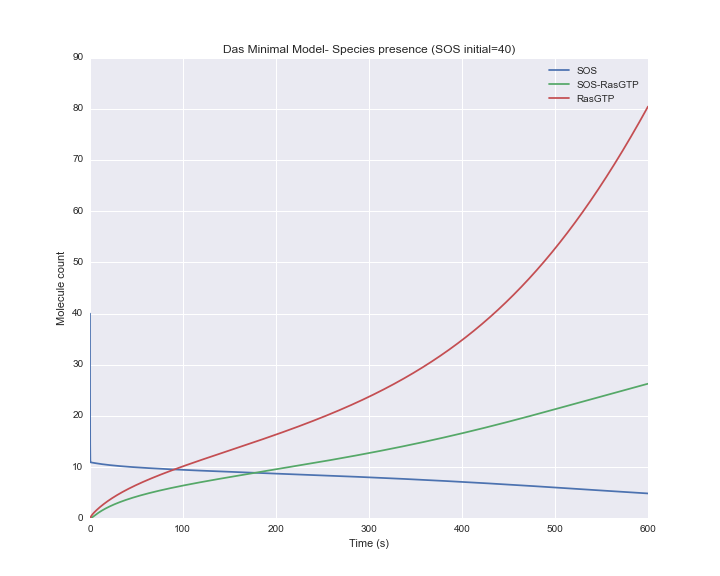 Das Minimal Model- Species presence (SOS initial=40)
SOS
SOS-RasGTP
RasGTP
90
80
70
60
50
40
30
20
10
0
Molecule count
0 100 200 300 400 500 600
Time (s)